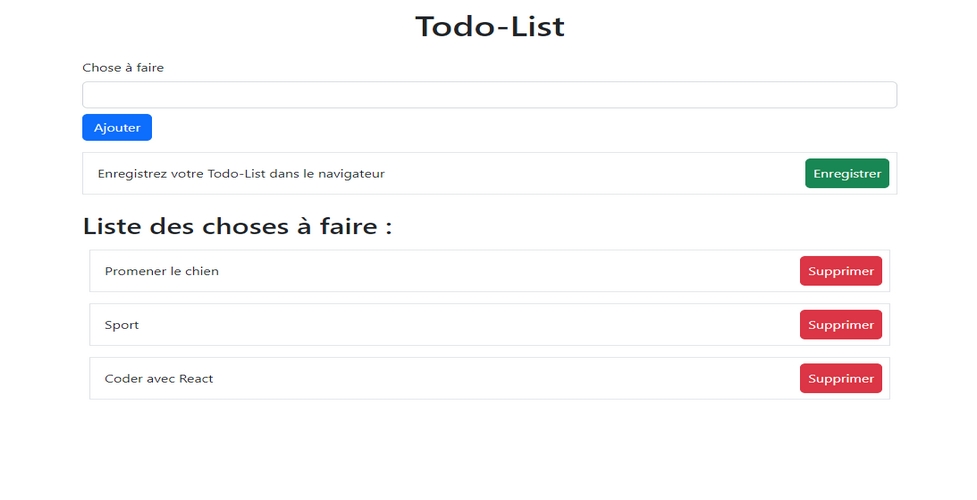 Todo-List
Chose à faire
Ajouter
Enregistrez votre Todo-List dans le navigateur
Enregistrer
Liste des choses à faire :
Promener le chien
Supprimer
Sport
Supprimer
Coder avec React
Supprimer